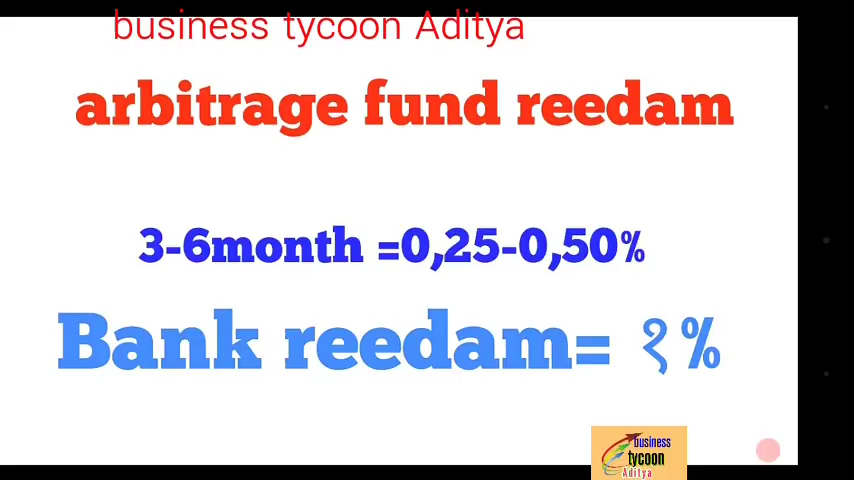 business tycoon Aditya
arbitrage fund reedam
3-6month =0,25-0,50%
Bank reedam= १%
business
tycoon
Aditya